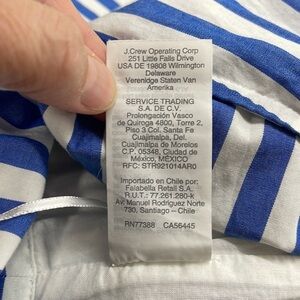 J.Crew Operating Corp
251 Little Falls Drive
USA DE 19808 Wilmington
Delaware
Verenidge Staten Van
Amerika
SERVICE TRADING
S.A. DE C.V.
Prolongación Vasco
de Quiroga 4800, Torre 2,
Piso 3 Col. Santa Fe
Cuajimalpa, Del.
Cuajimalpa de Morelos
C.P. 05348, Ciudad de
México, MEXICO
RFC: STR921014AR0
Importado en Chile por:
Falabella Retail S.A.
R.U.T.: 77.261.280-k
Av. Manuel Rodriguez Norte
730, Santiago – Chile
RN77388 CA56445